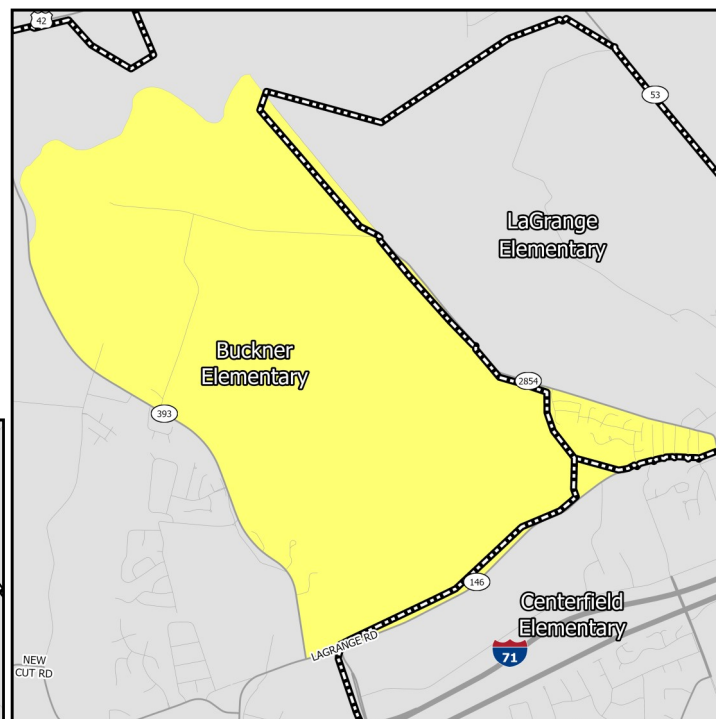 42
53
LaGrange
Elementary
Buckner
Elementary
2854
393
146
Centerfield
Elementary
LAGRANGE RD
71
NEW
CUT RD